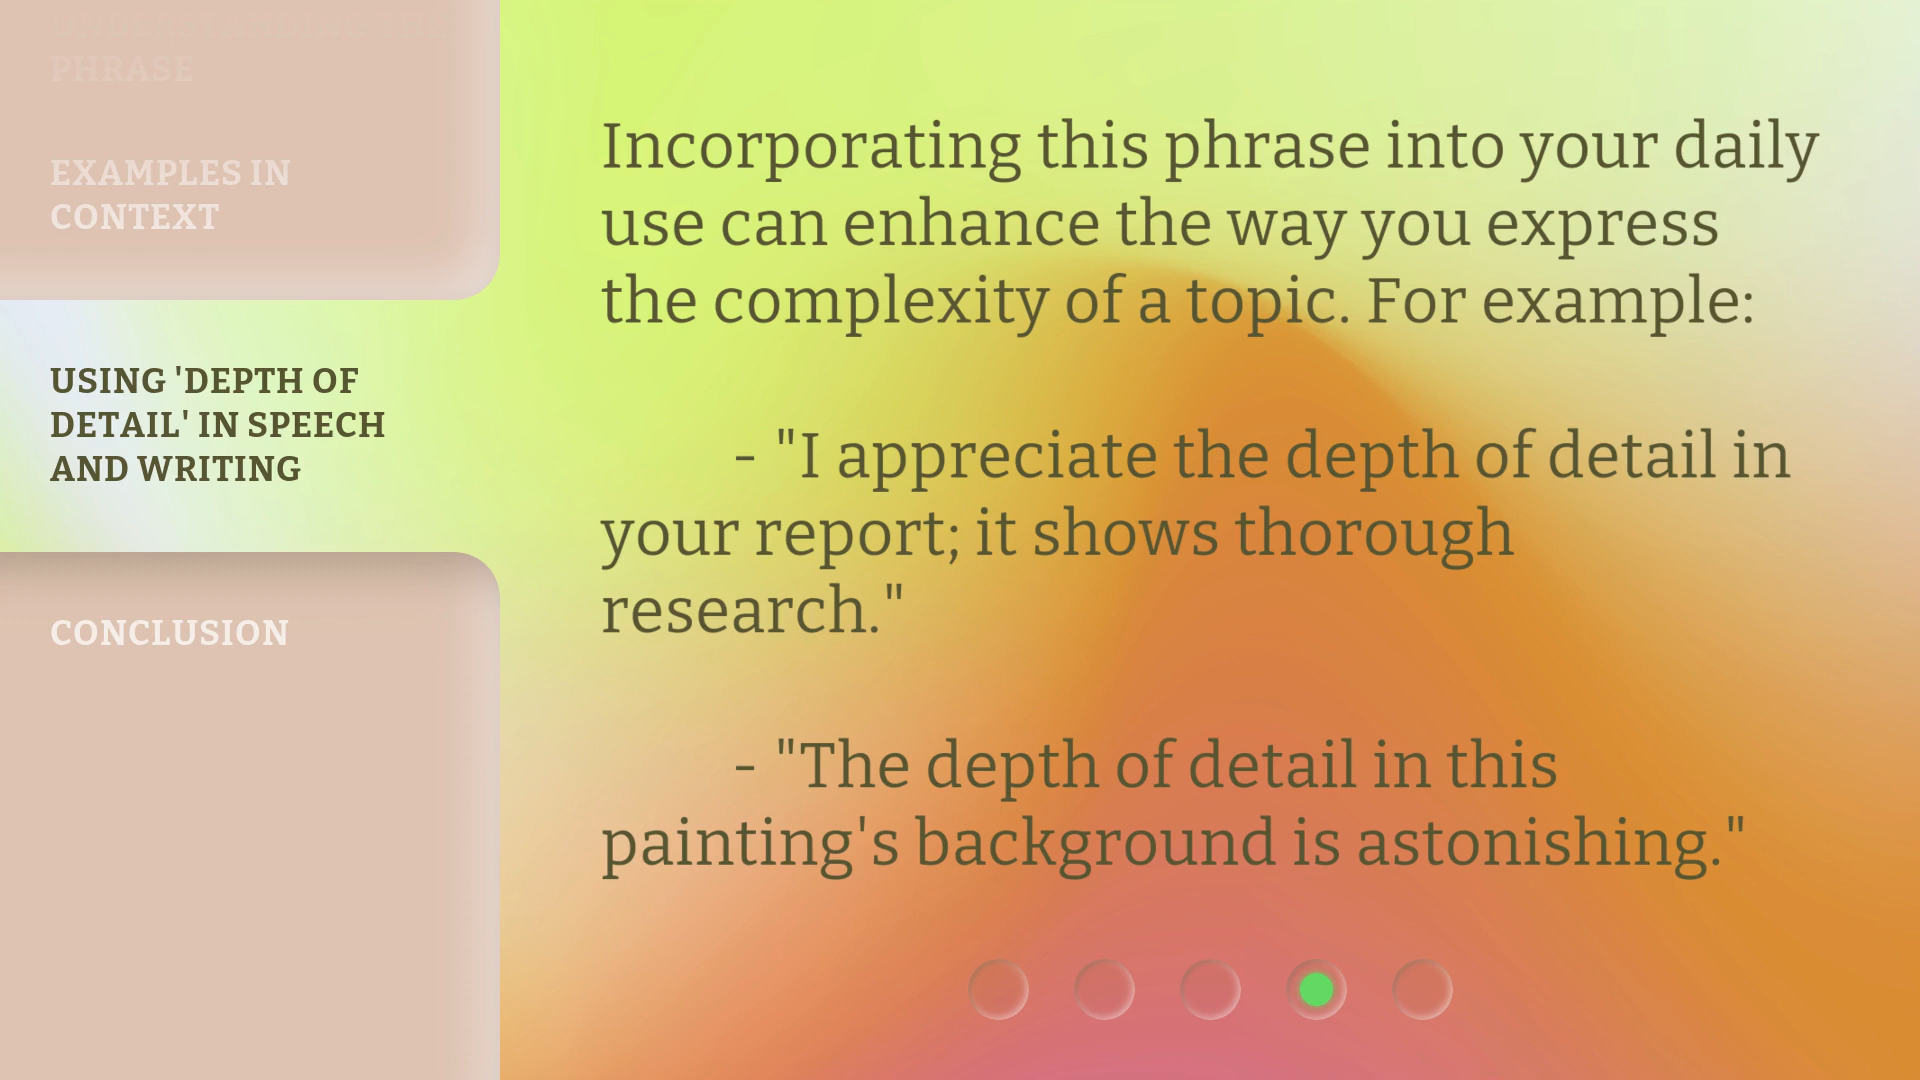 UNDERSTANDING THE
PHRASE
EXAMPLES IN
CONTEXT
USING 'DEPTH OF
DETAIL' IN SPEECH
AND WRITING
CONCLUSION
Incorporating this phrase into your daily
use can enhance the way you express
the complexity of a topic. For example:
- "I appreciate the depth of detail in
your report; it shows thorough
research."
- "The depth of detail in this
painting's background is astonishing."